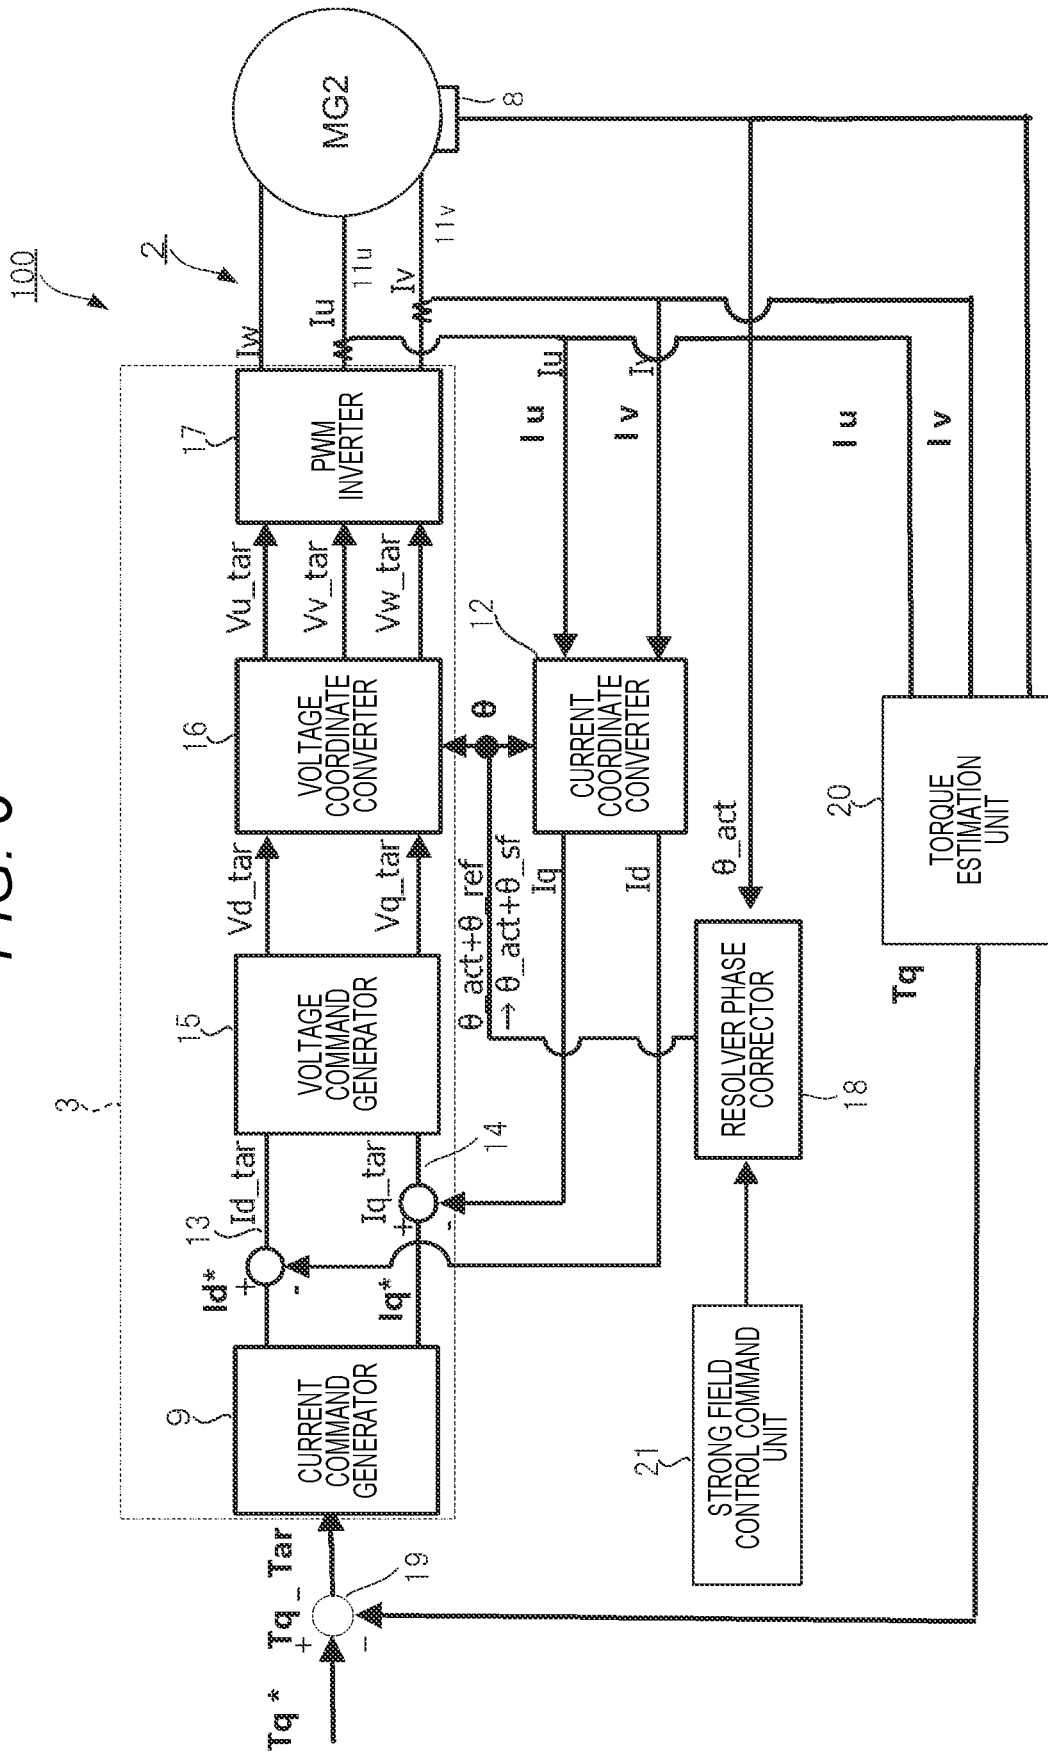 100
2
3
Tq *
Tq_Tar
+
-
19
9
CURRENT
COMMAND
GENERATOR
Id*
+
-
13
Id_tar
Iq*
+
-
Iq_tar
14
15
VOLTAGE
COMMAND
GENERATOR
Vd_tar
Vq_tar
16
VOLTAGE
COORDINATE
CONVERTER
Vu_tar
Vv_tar
Vw_tar
17
PWM
INVERTER
Iw
Iu
11u
Iv
11v
MG2
8
θ
θ_act+θ_ref
→ θ_act+θ_sf
12
CURRENT
COORDINATE
CONVERTER
Iq
Id
Iu
Iu
Iv
θ_act
RESOLVER PHASE
CORRECTOR
18
21
STRONG FIELD
CONTROL COMMAND
UNIT
20
TORQUE
ESTIMATION
UNIT
Iu
Iv
Tq